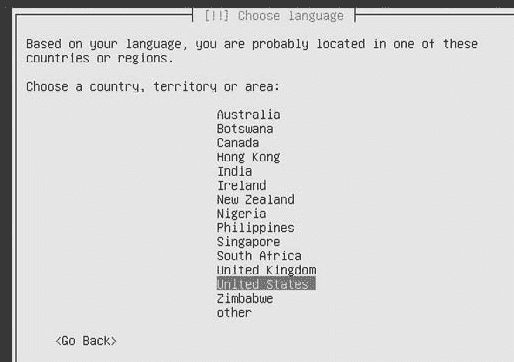 [!!] Choose language
Based on your language, you are probably located in one of these
countries or regions.
Choose a country, territory or area:
Australia
Botswana
Canada
Hong Kong
India
Ireland
New Zealand
Nigeria
Philippines
Singapore
South Africa
United Kingdom
United States
Zimbabwe
other
<Go Back>